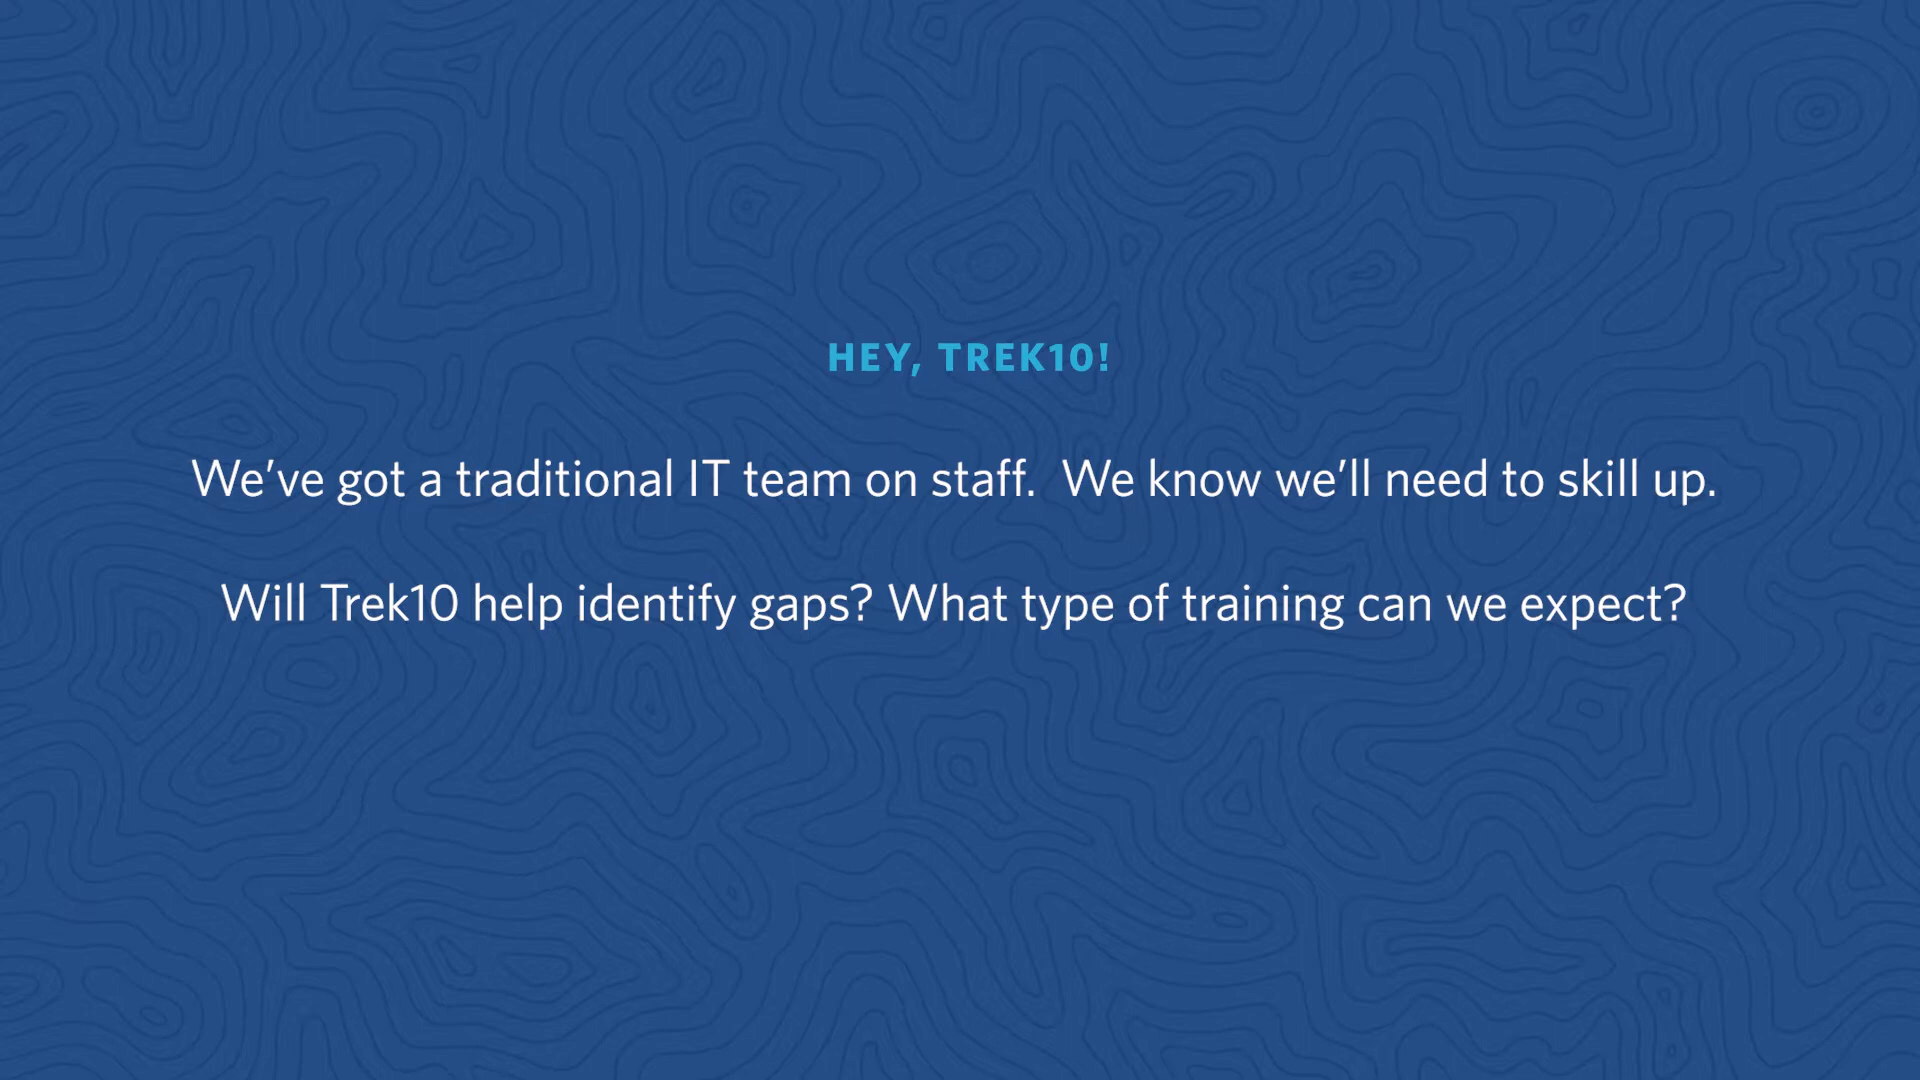 HEY, TREK10!
We’ve got a traditional IT team on staff.  We know we’ll need to skill up.
Will Trek10 help identify gaps? What type of training can we expect?